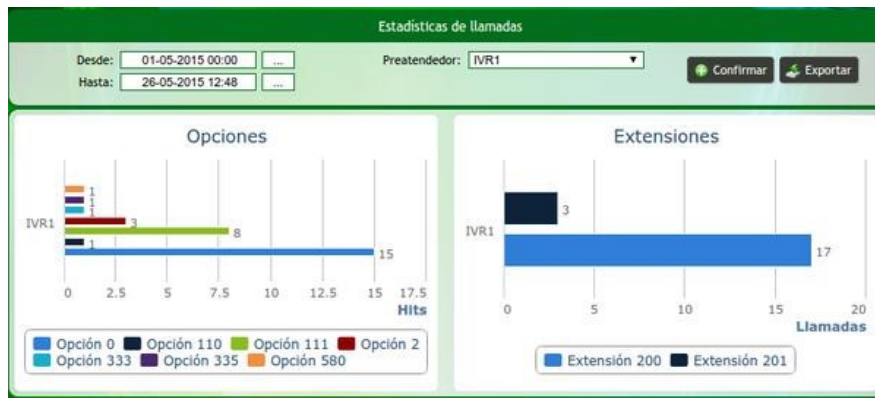 Estadísticas de llamadas
Desde: 01-05-2015 00:00 ... Preatendedor: IVR1
Hasta: 26-05-2015 12:48 ... Confirmar Exportar
Opciones
1
1
1
3
IVR1
8
1
15
0 2.5 5 7.5 10 12.5 15 17.5
Hits
Opción 0 Opción 110 Opción 111 Opción 2
Opción 333 Opción 335 Opción 580
Extensiones
3
IVR1
17
0 5 10 15 20
Llamadas
Extensión 200 Extensión 201